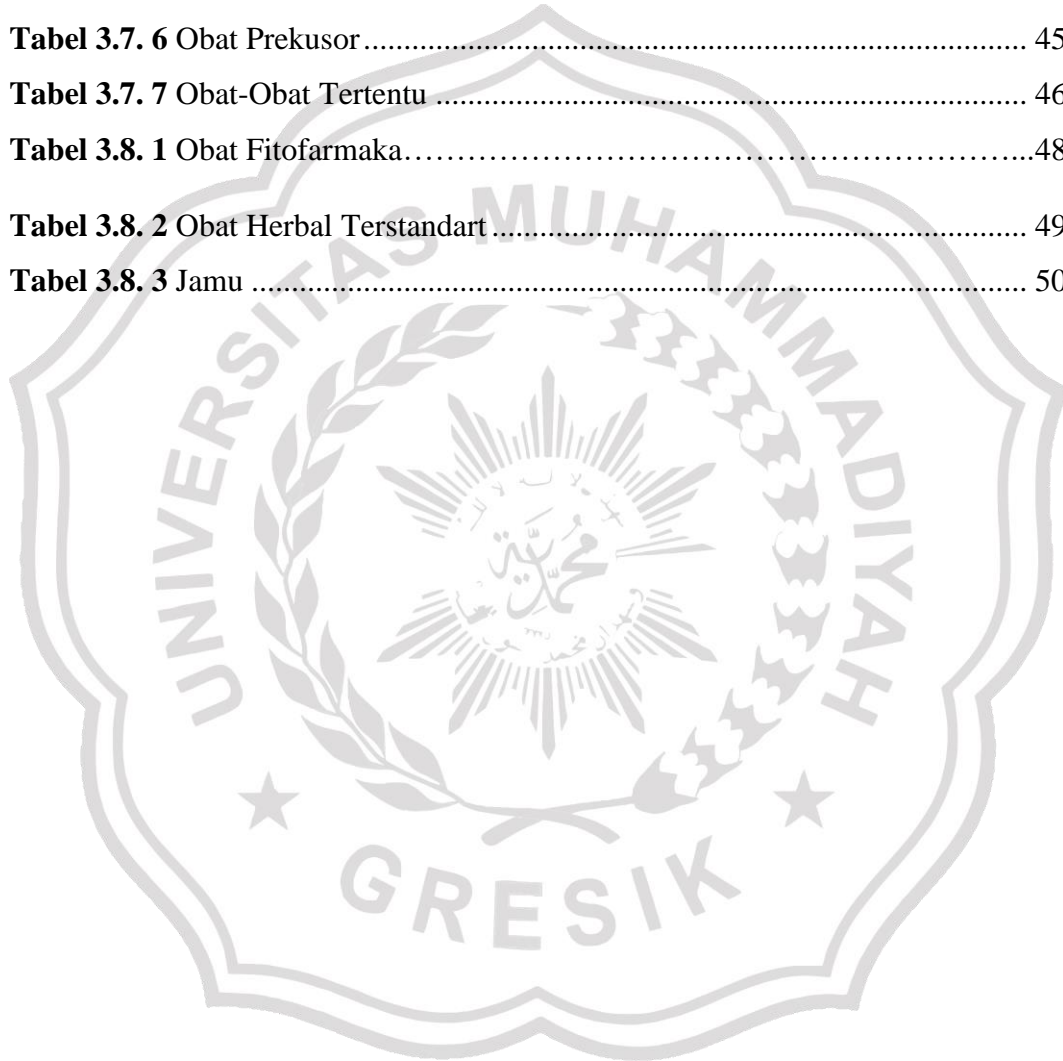 Tabel 3.7. 6 Obat Prekusor........................................................................................... 45
Tabel 3.7. 7 Obat-Obat Tertentu ................................................................................. 46
Tabel 3.8. 1 Obat Fitofarmaka…………………………………………………………...48
Tabel 3.8. 2 Obat Herbal Terstandart ......................................................................... 49
Tabel 3.8. 3 Jamu .......................................................................................................... 50
UNIVERSITAS MUHAMMADIYAH
GRESIK